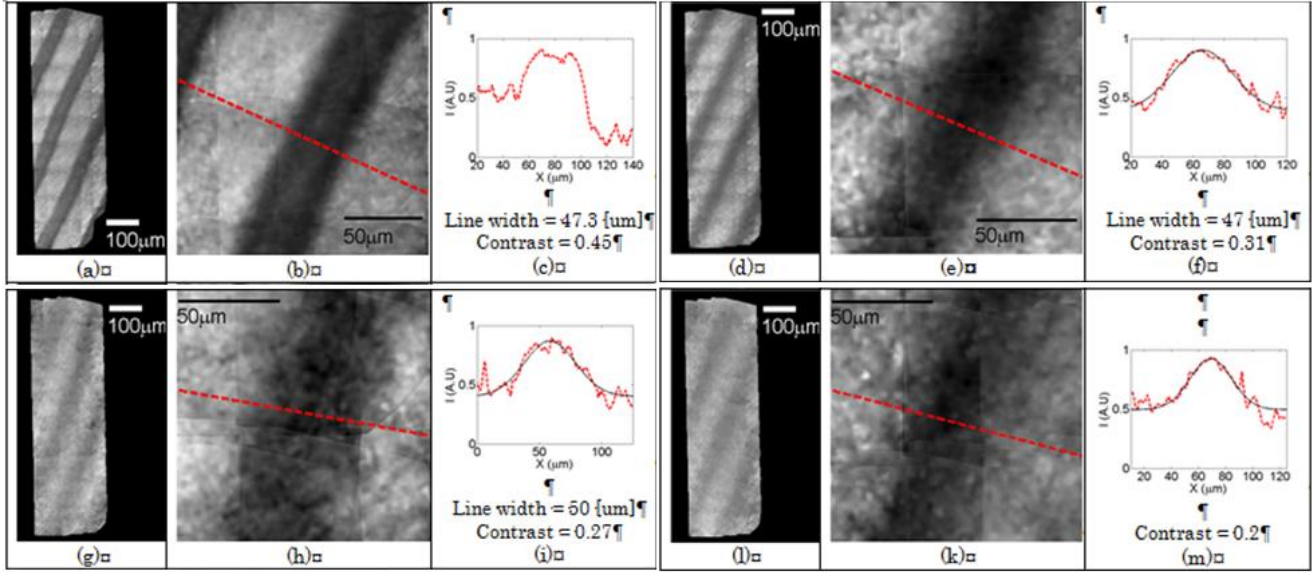 100μm
(a)¤
50μm
(b)¤
1
0.5
0
I (A.U)
20 40 60 80 100 120 140
X (μm)
¶
Line width = 47.3 [um]¶
Contrast = 0.45¶
(c)¤
100μm
(d)¤
50μm
(e)¤
¶
1
0.5
0
I (A.U)
20 40 60 80 100 120
X (μm)
¶
Line width = 47 [um]¶
Contrast = 0.31¶
(f)¤
100μm
(g)¤
50μm
(h)¤
¶
1
0.5
0
I (A.U)
0 50 100
X (μm)
¶
Line width = 50 [um]¶
Contrast = 0.27¶
(i)¤
100μm
(l)¤
50μm
(k)¤
¶
¶
1
0.5
0
I (A.U)
20 40 60 80 100 120
X (μm)
¶
¶
Contrast = 0.2¶
(m)¤